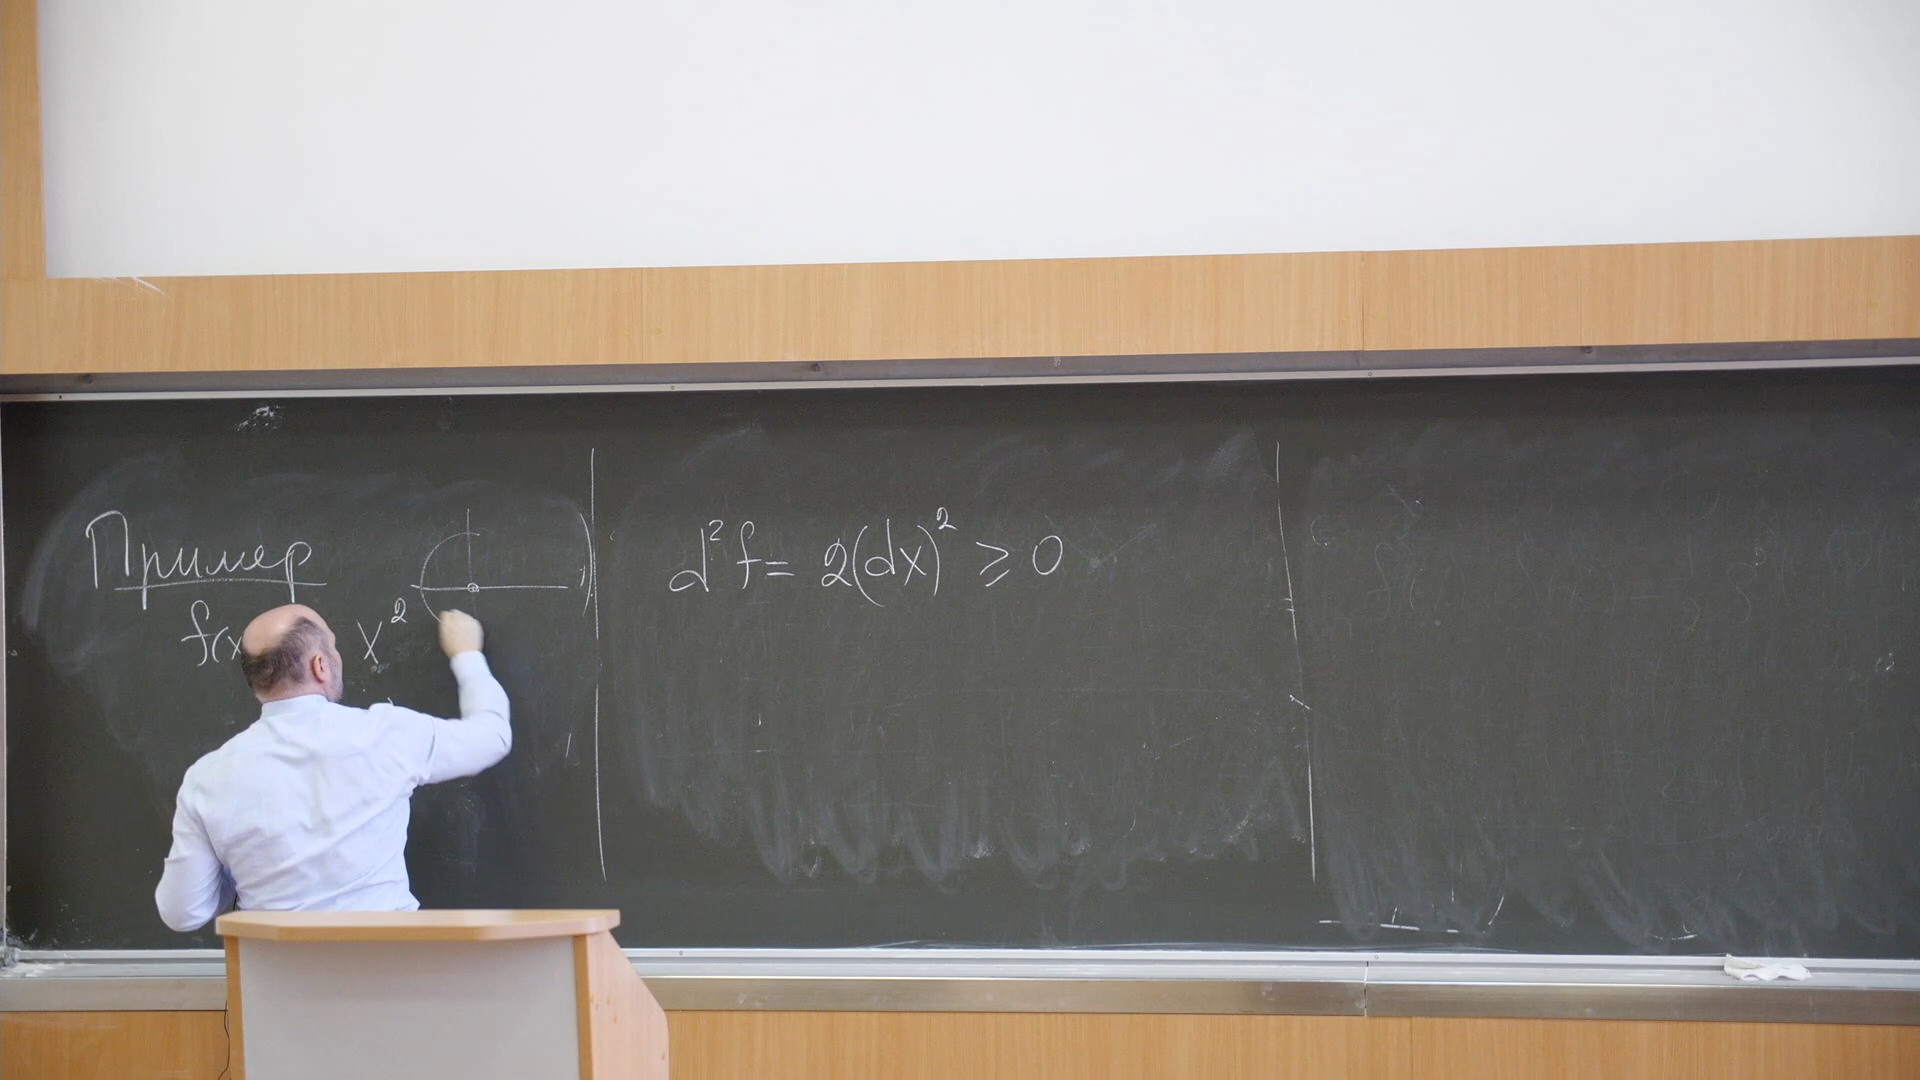 Пример
f(x x²
d²f = 2(dx)² ≥ 0